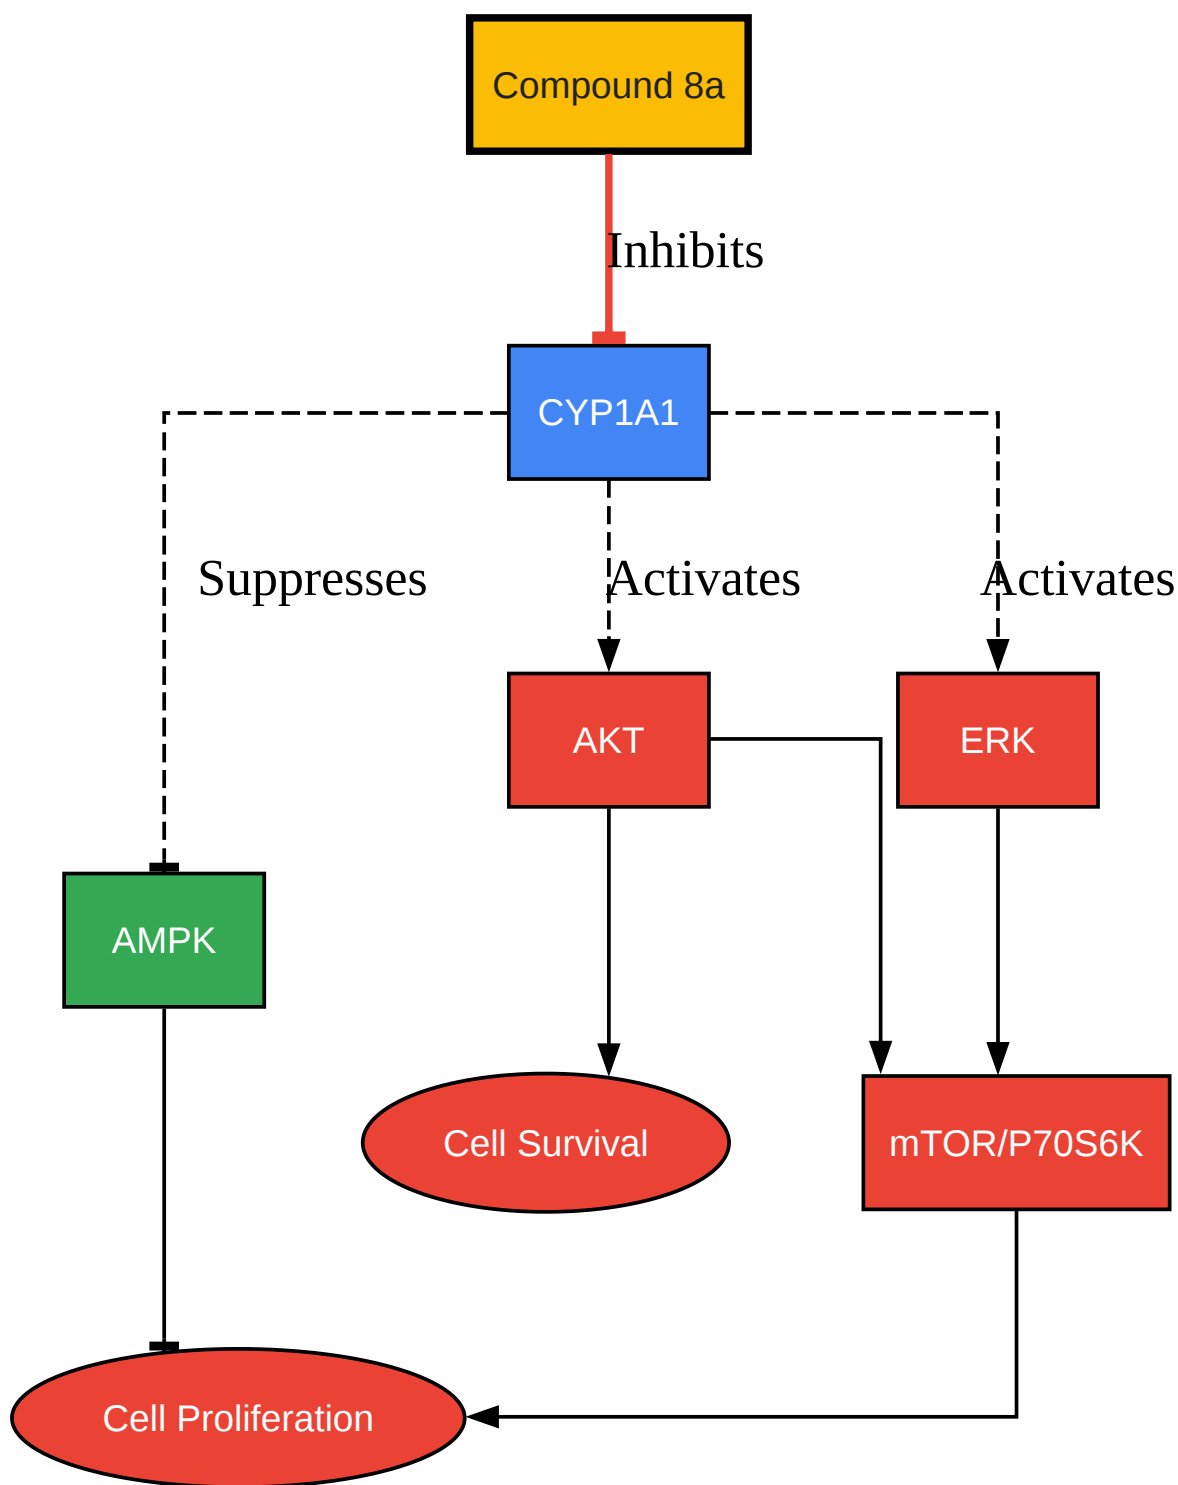 Compound 8a
Inhibits
CYP1A1
Suppresses
Activates
Activates
AKT
ERK
AMPK
Cell Survival
mTOR/P70S6K
Cell Proliferation